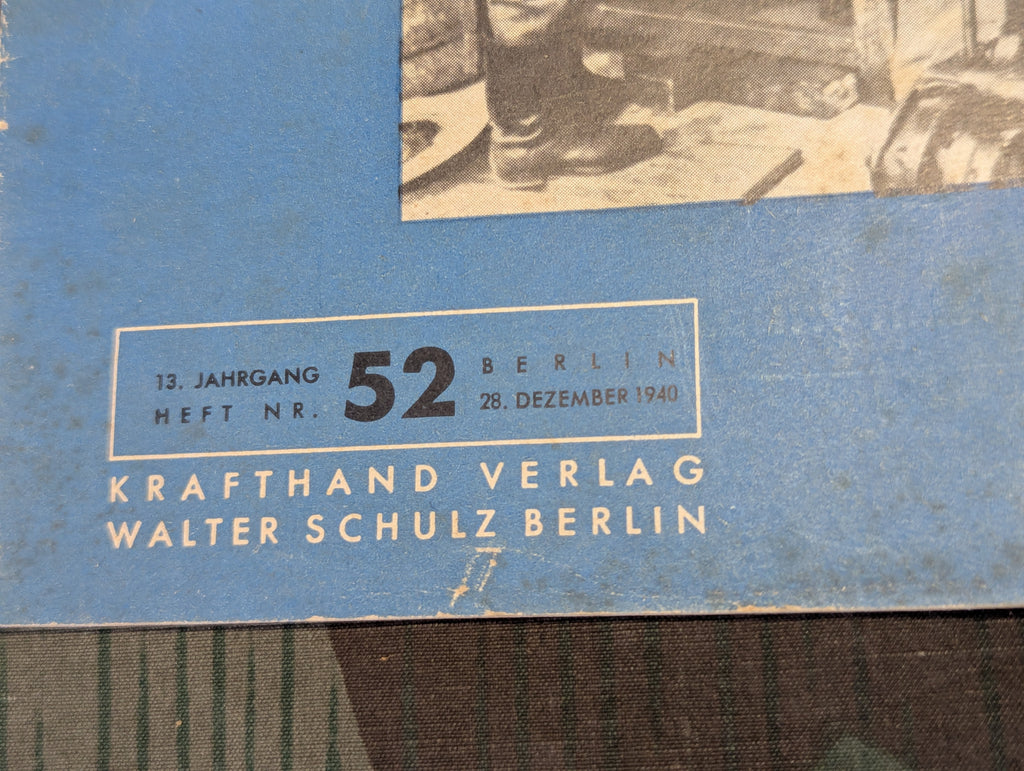 13. JAHRGANG
HEFT NR.
52
BERLIN
28. DEZEMBER 1940
KRAFTHAND VERLAG
WALTER SCHULZ BERLIN